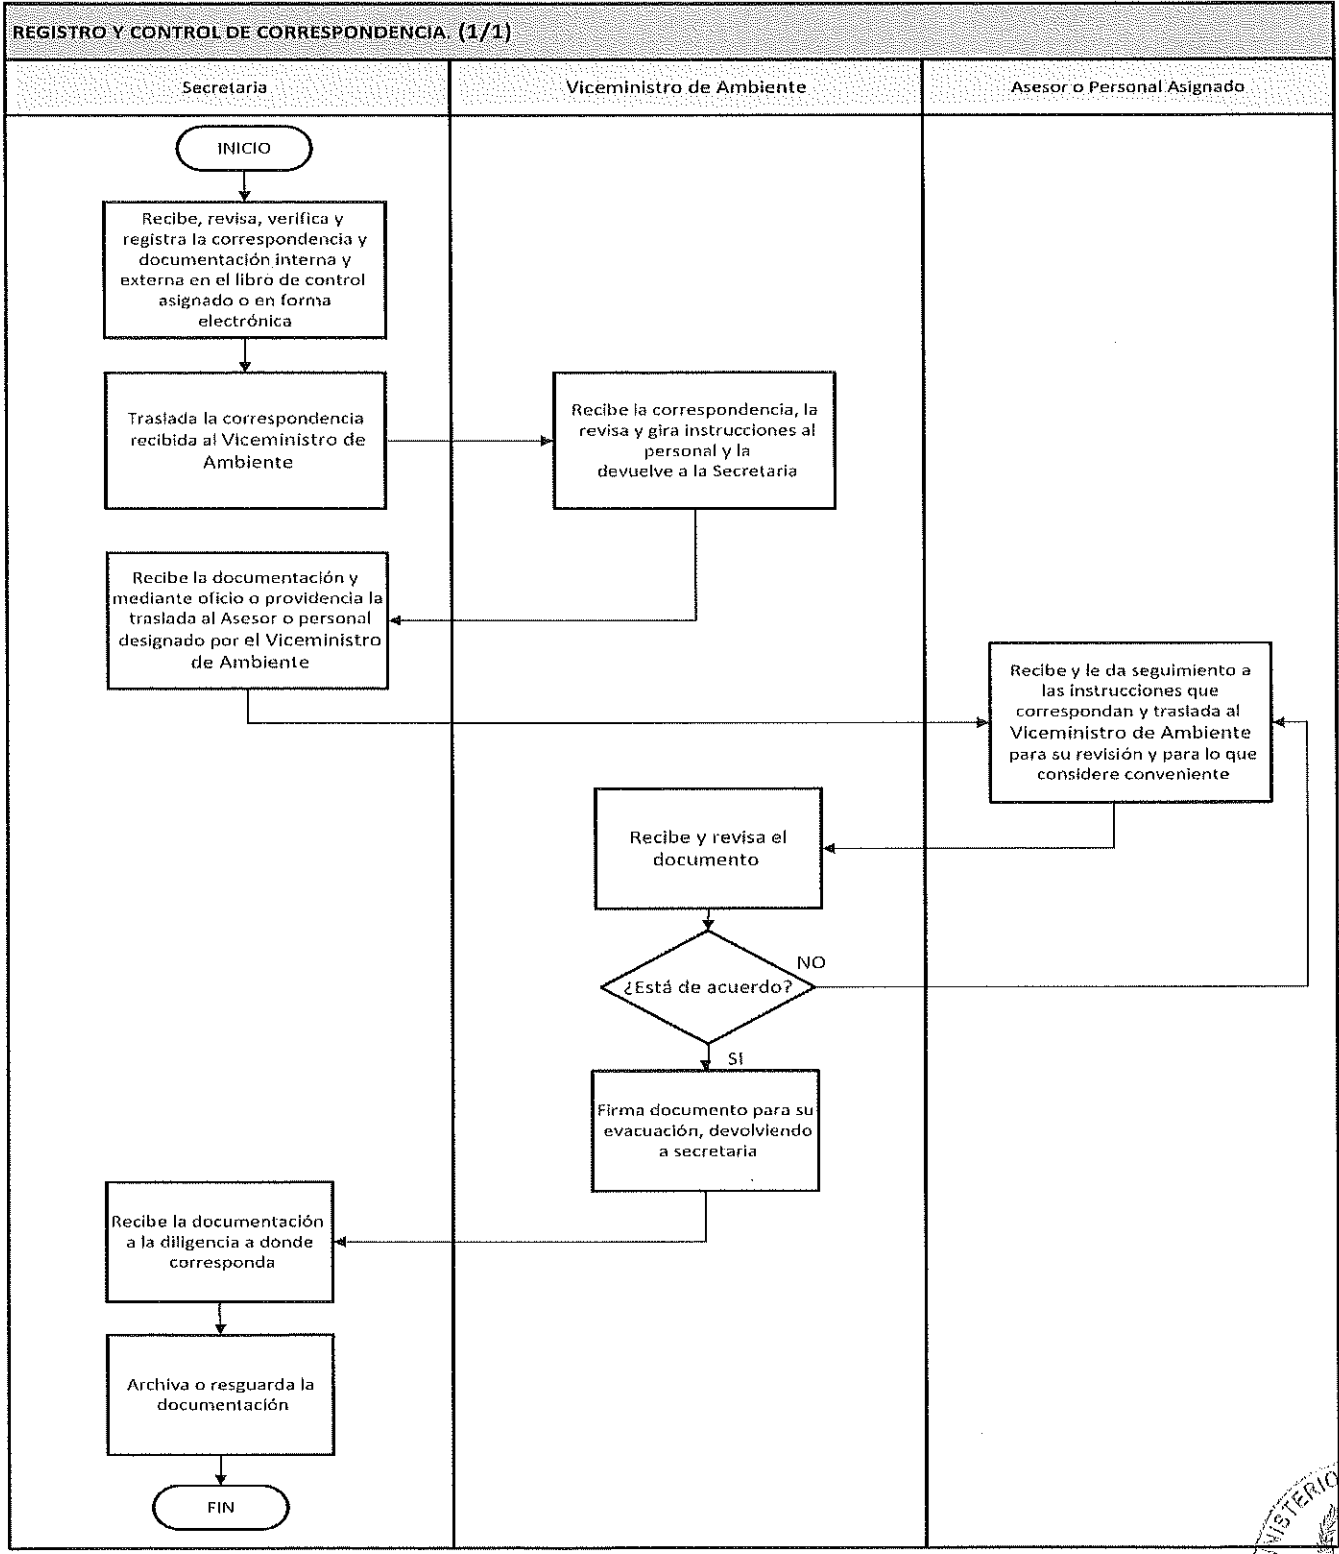 REGISTRO Y CONTROL DE CORRESPONDENCIA. (1/1)
Secretaria
Viceministro de Ambiente
Asesor o Personal Asignado
INICIO
Recibe, revisa, verifica y
registra la correspondencia y
documentación interna y
externa en el libro de control
asignado o en forma
electrónica
Traslada la correspondencia
recibida al Viceministro de
Ambiente
Recibe la correspondencia, la
revisa y gira instrucciones al
personal y la
devuelve a la Secretaria
Recibe la documentación y
mediante oficio o providencia la
traslada al Asesor o personal
designado por el Viceministro
de Ambiente
Recibe y le da seguimiento a
las instrucciones que
correspondan y traslada al
Viceministro de Ambiente
para su revisión y para lo que
considere conveniente
Recibe y revisa el
documento
¿Está de acuerdo?
NO
SI
Firma documento para su
evacuación, devolviendo
a secretaria
Recibe la documentación
a la diligencia a donde
corresponda
Archiva o resguarda la
documentación
FIN